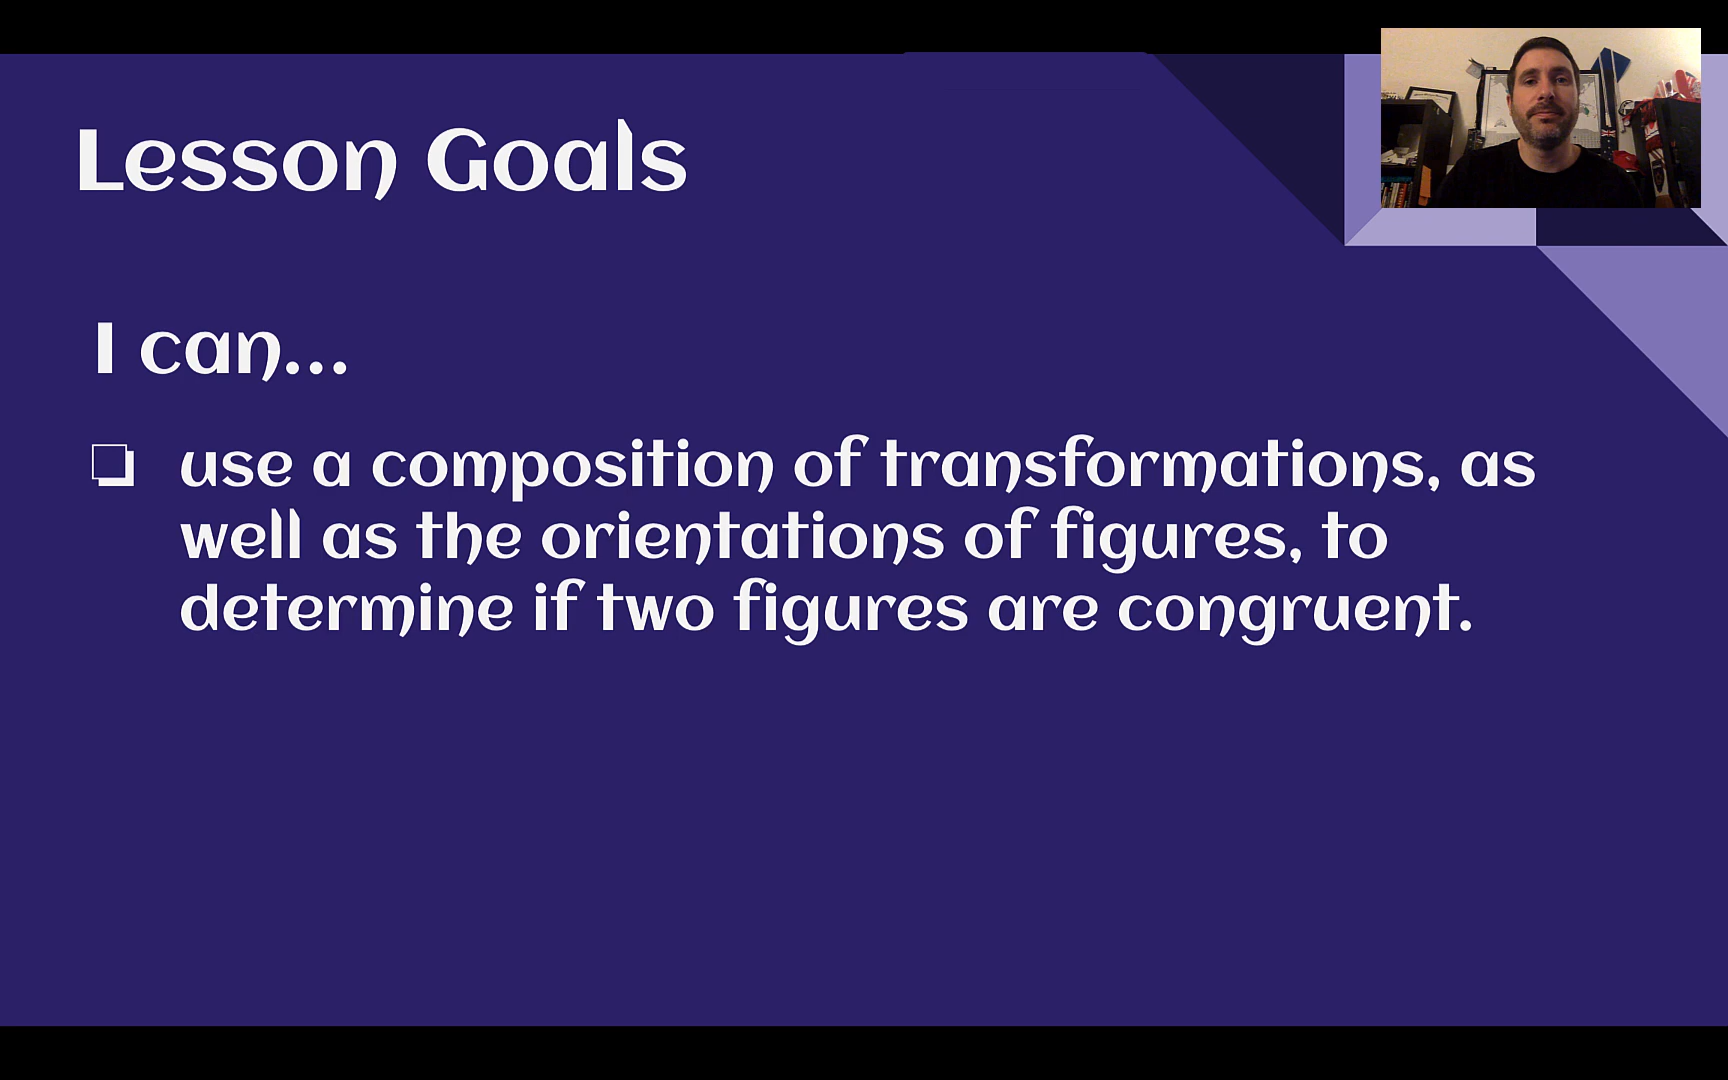 Lesson Goals
I can...
use a composition of transformations, as
well as the orientations of figures, to
determine if two figures are congruent.